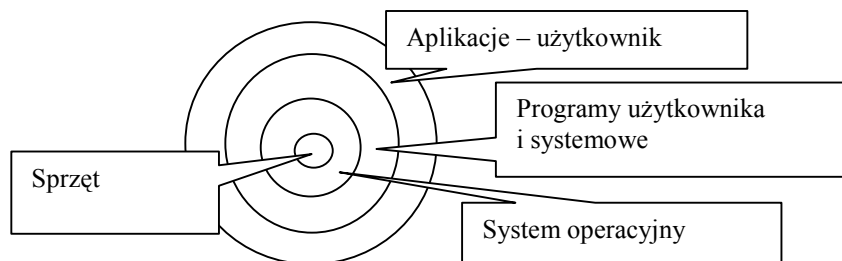 Aplikacje – użytkownik
Programy użytkownika
i systemowe
Sprzęt
System operacyjny